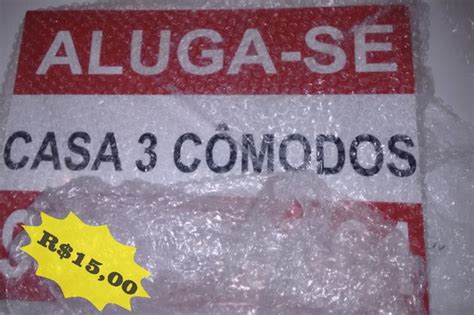 ALUGA-SE
CASA 3 CÔMODOS
R$15,00